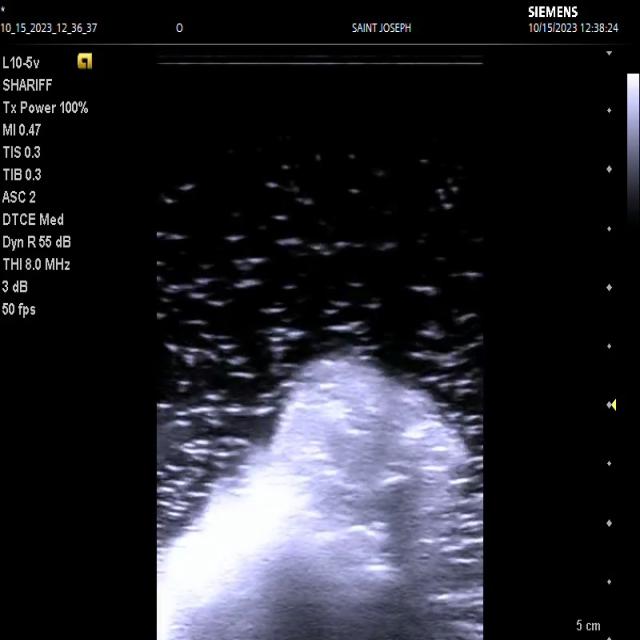 *
SIEMENS
10_15_2023_12_36_37 O SAINT JOSEPH 10/15/2023 12:38:24
L10-5v
SHARIFF
Tx Power 100%
MI 0.47
TIS 0.3
TIB 0.3
ASC 2
DTCE Med
Dyn R 55 dB
THI 8.0 MHz
3 dB
50 fps
5 cm